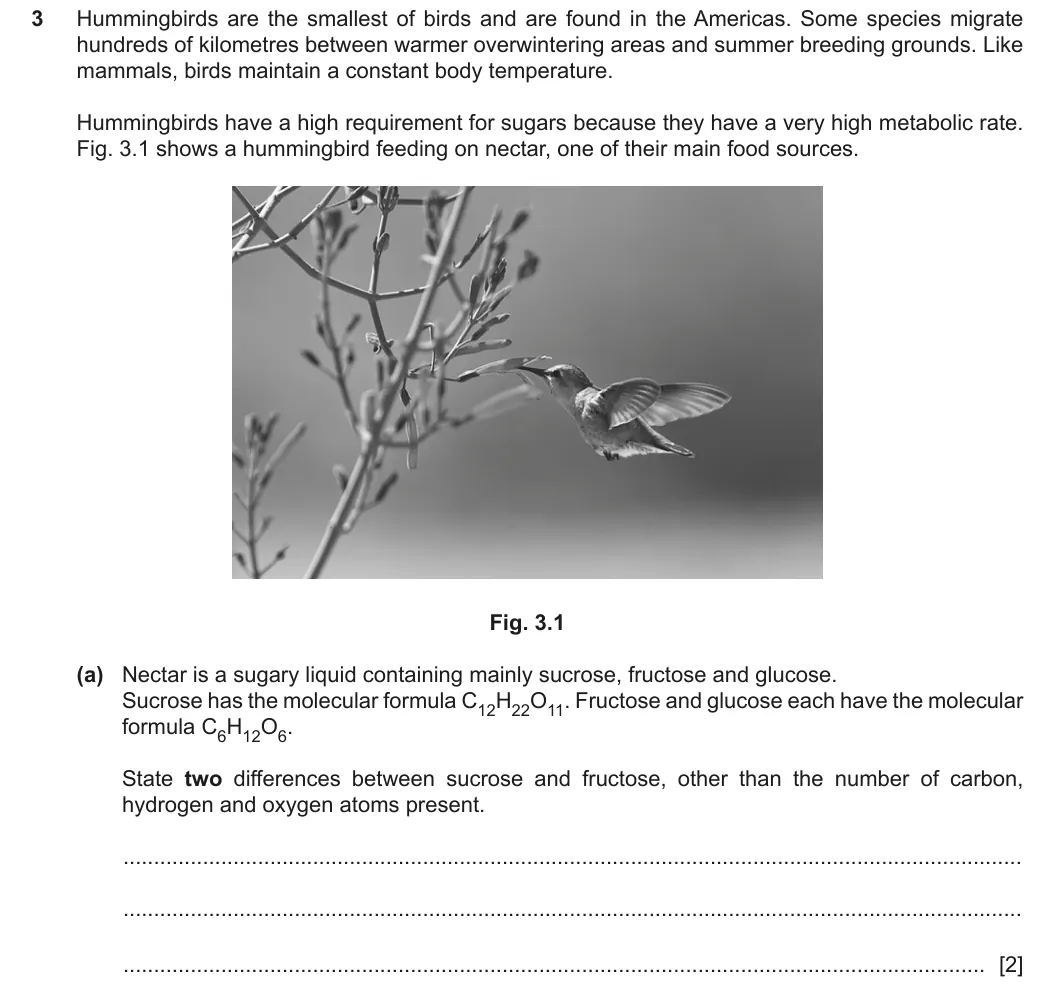 3 Hummingbirds are the smallest of birds and are found in the Americas. Some species migrate
hundreds of kilometres between warmer overwintering areas and summer breeding grounds. Like
mammals, birds maintain a constant body temperature.
Hummingbirds have a high requirement for sugars because they have a very high metabolic rate.
Fig. 3.1 shows a hummingbird feeding on nectar, one of their main food sources.
Fig. 3.1
(a) Nectar is a sugary liquid containing mainly sucrose, fructose and glucose.
Sucrose has the molecular formula C₁₂H₂₂O₁₁. Fructose and glucose each have the molecular
formula C₆H₁₂O₆.
State two differences between sucrose and fructose, other than the number of carbon,
hydrogen and oxygen atoms present.
..........................................................................................................................................
..........................................................................................................................................
.................................................................................................................................... [2]